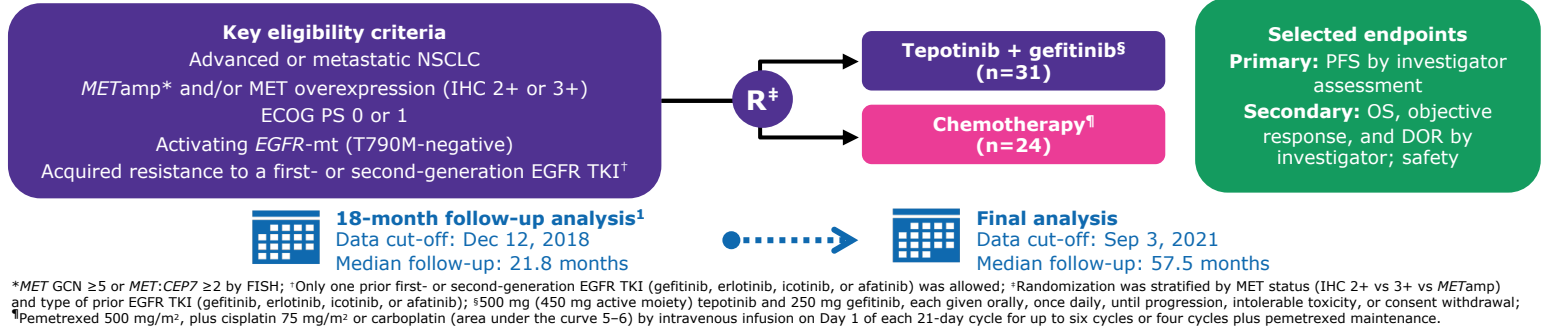 Key eligibility criteria
Advanced or metastatic NSCLC
METamp* and/or MET overexpression (IHC 2+ or 3+)
ECOG PS 0 or 1
Activating EGFR-mt (T790M-negative)
Acquired resistance to a first- or second-generation EGFR TKI†
R‡
Tepotinib + gefitinib§
(n=31)
Chemotherapy¶
(n=24)
Selected endpoints
Primary: PFS by investigator
assessment
Secondary: OS, objective
response, and DOR by
investigator; safety
18-month follow-up analysis¹
Data cut-off: Dec 12, 2018
Median follow-up: 21.8 months
Final analysis
Data cut-off: Sep 3, 2021
Median follow-up: 57.5 months
*MET GCN ≥5 or MET:CEP7 ≥2 by FISH; †Only one prior first- or second-generation EGFR TKI (gefitinib, erlotinib, icotinib, or afatinib) was allowed; ‡Randomization was stratified by MET status (IHC 2+ vs 3+ vs METamp)
and type of prior EGFR TKI (gefitinib, erlotinib, icotinib, or afatinib); §500 mg (450 mg active moiety) tepotinib and 250 mg gefitinib, each given orally, once daily, until progression, intolerable toxicity, or consent withdrawal;
¶Pemetrexed 500 mg/m², plus cisplatin 75 mg/m² or carboplatin (area under the curve 5–6) by intravenous infusion on Day 1 of each 21-day cycle for up to six cycles or four cycles plus pemetrexed maintenance.